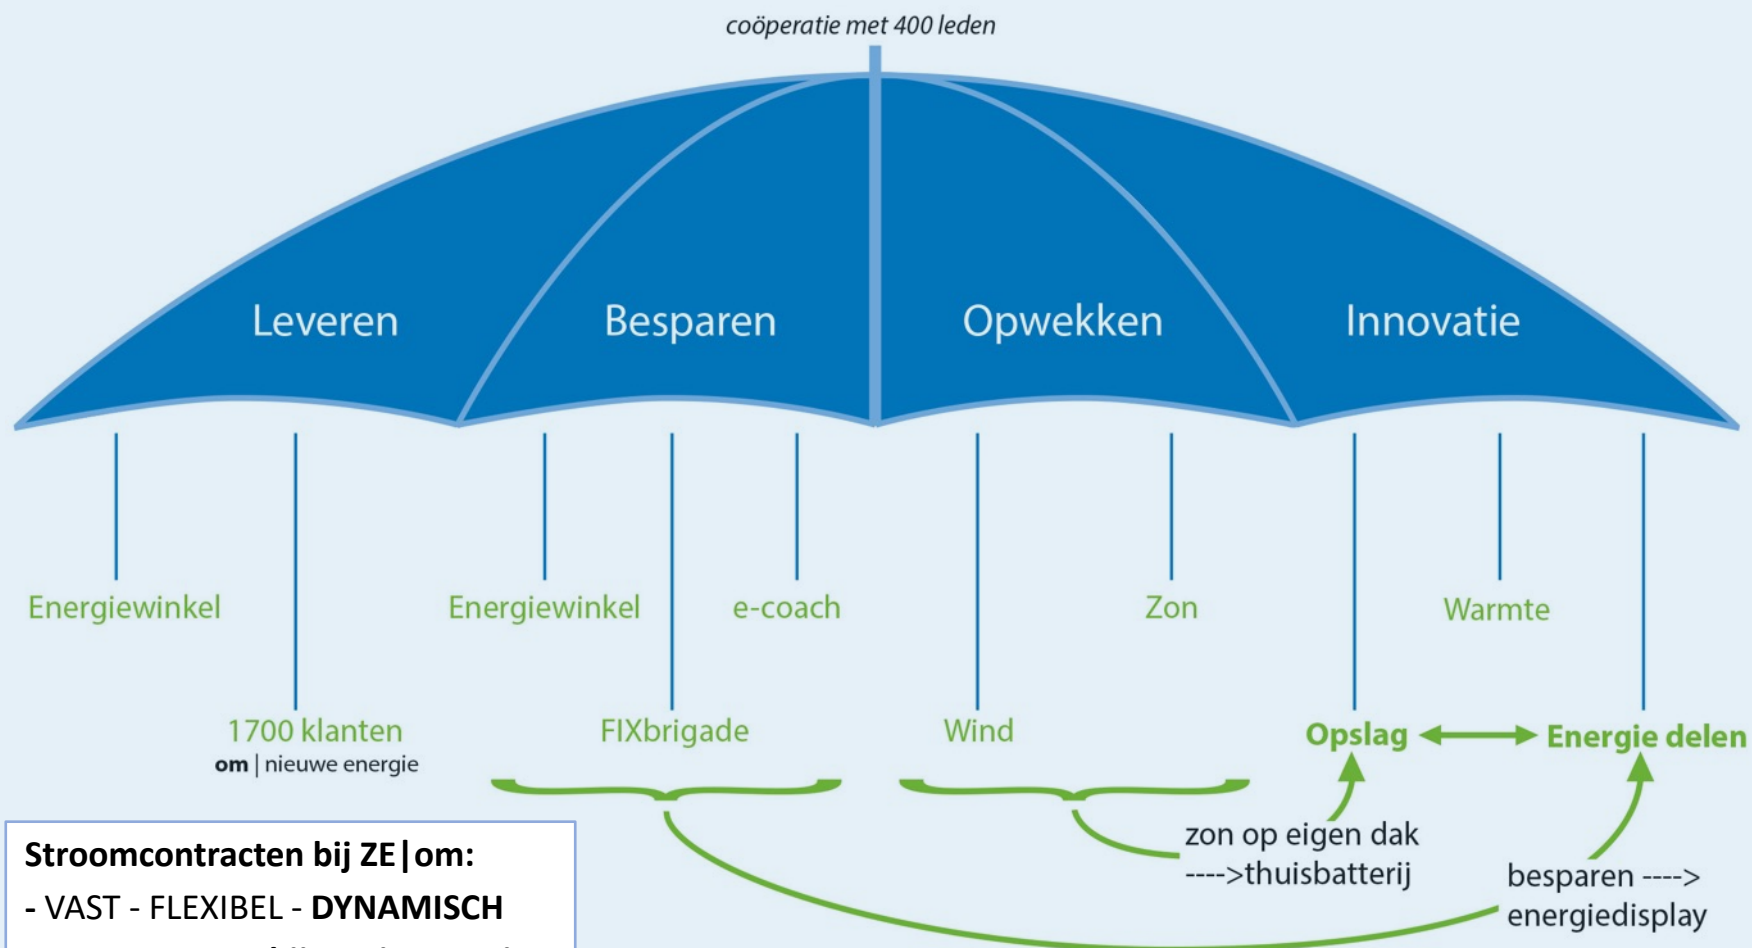 coöperatie met 400 leden
Leveren
Besparen
Opwekken
Innovatie
Energiewinkel
Energiewinkel
e-coach
Zon
Warmte
1700 klanten
om | nieuwe energie
FIXbrigade
Wind
Opslag
Energie delen
zon op eigen dak
---->thuisbatterij
besparen ---->
energiedisplay
Stroomcontracten bij ZE|om:
- VAST - FLEXIBEL - DYNAMISCH